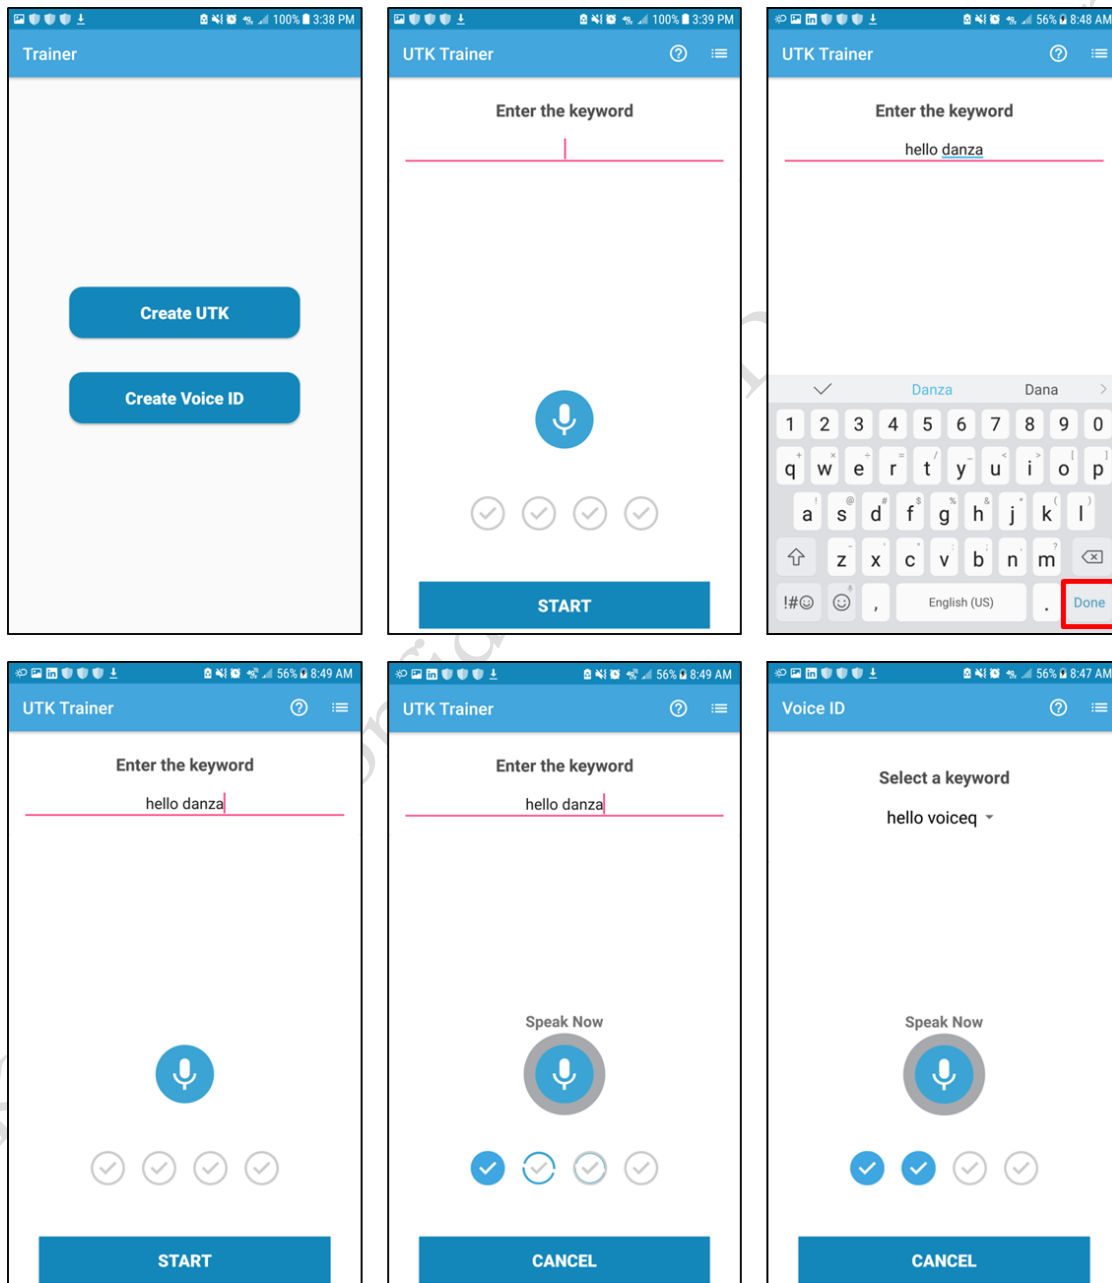 100% 3:38 PM
Trainer
Create UTK
Create Voice ID
100% 3:39 PM
UTK Trainer
Enter the keyword
START
in 56% 8:48 AM
UTK Trainer
Enter the keyword
hello danza
Danza Dana
1 2 3 4 5 6 7 8 9 0
q w e r t y u i o p
a s d f g h j k l
z x c v b n m
!#☺ , English (US) . Done
in 56% 8:49 AM
UTK Trainer
Enter the keyword
hello danza
START
in 56% 8:49 AM
UTK Trainer
Enter the keyword
hello danza
Speak Now
CANCEL
in 56% 8:47 AM
Voice ID
Select a keyword
hello voiceq
Speak Now
CANCEL